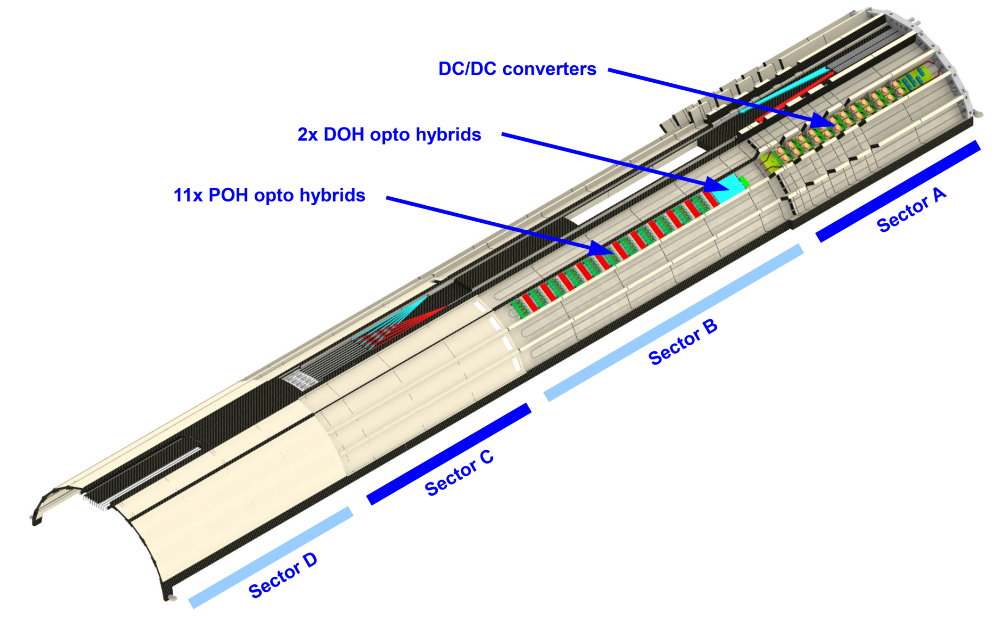 DC/DC converters
2x DOH opto hybrids
11x POH opto hybrids
Sector A
Sector B
Sector C
Sector D